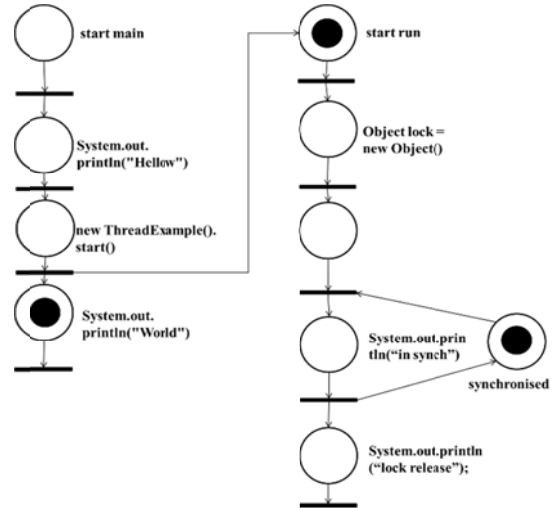 start main
System.out.
println("Hellow")
new ThreadExample().
start()
System.out.
println("World")
start run
Object lock =
new Object()
System.out.prin
tln(“in synch”)
synchronised
System.out.println
(“lock release”);